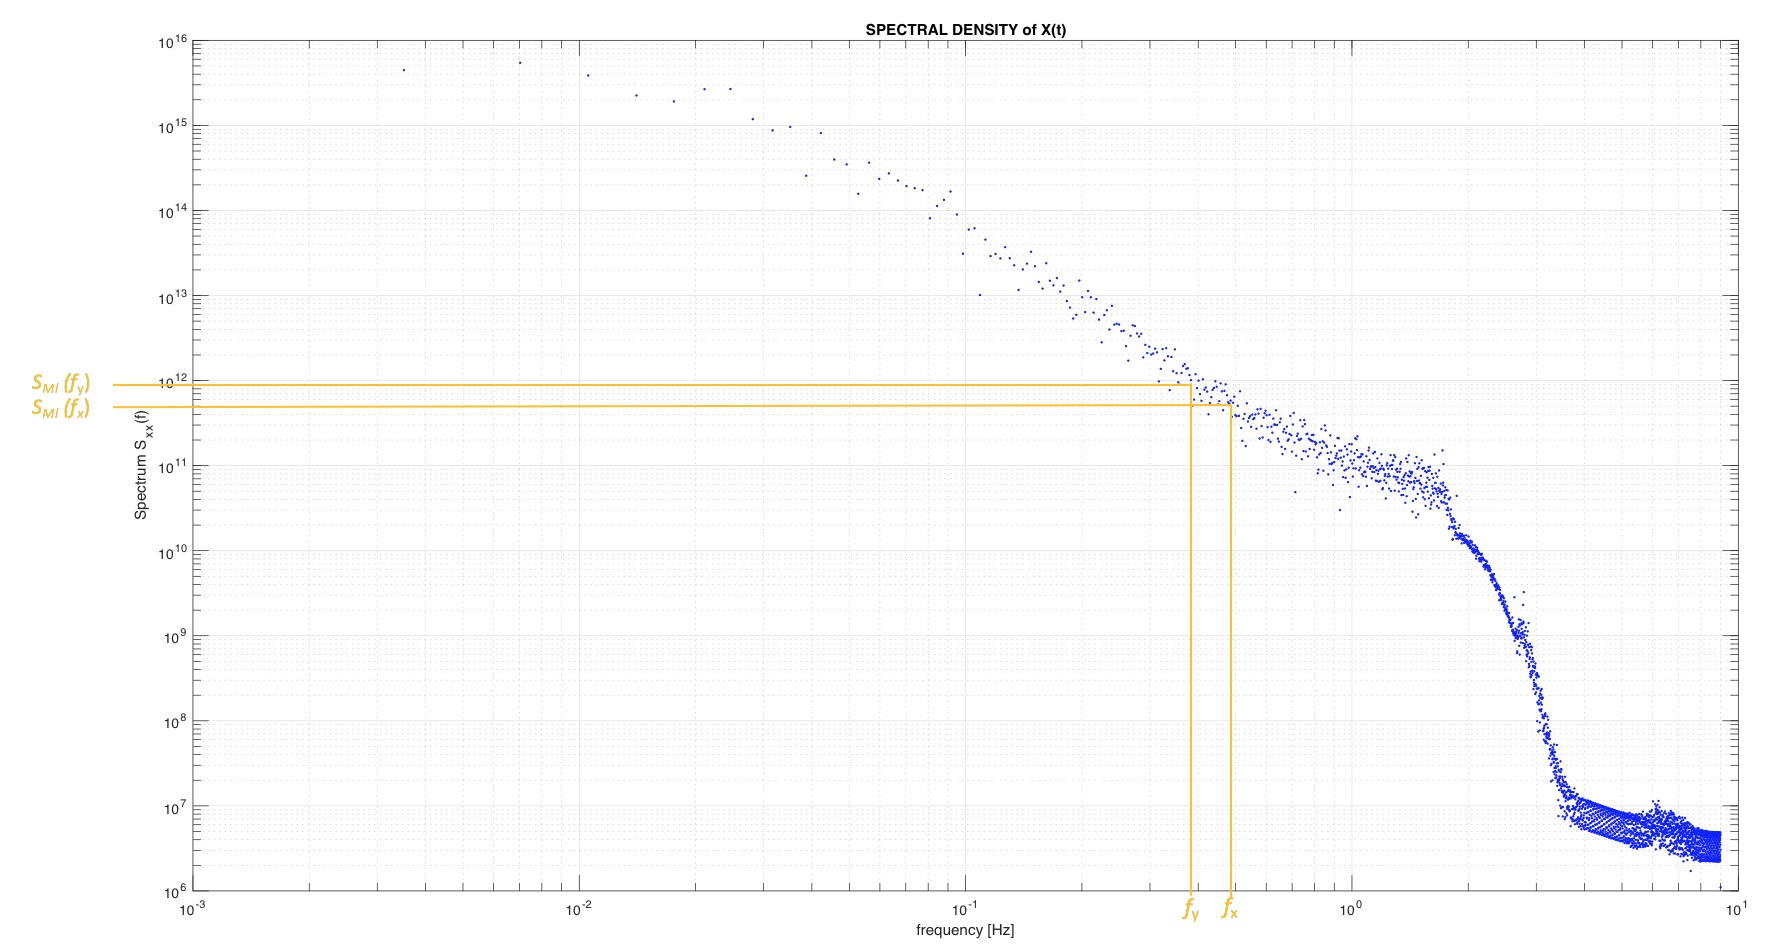 SPECTRAL DENSITY of X(t)
10^16
10^15
10^14
10^13
S_Mi (f_y)
10^12
S_Mi (f_x)
Spectrum S_xx(f)
10^11
10^10
10^9
10^8
10^7
10^6
10^-3 10^-2 10^-1 f_y f_x 10^0 10^1
frequency [Hz]